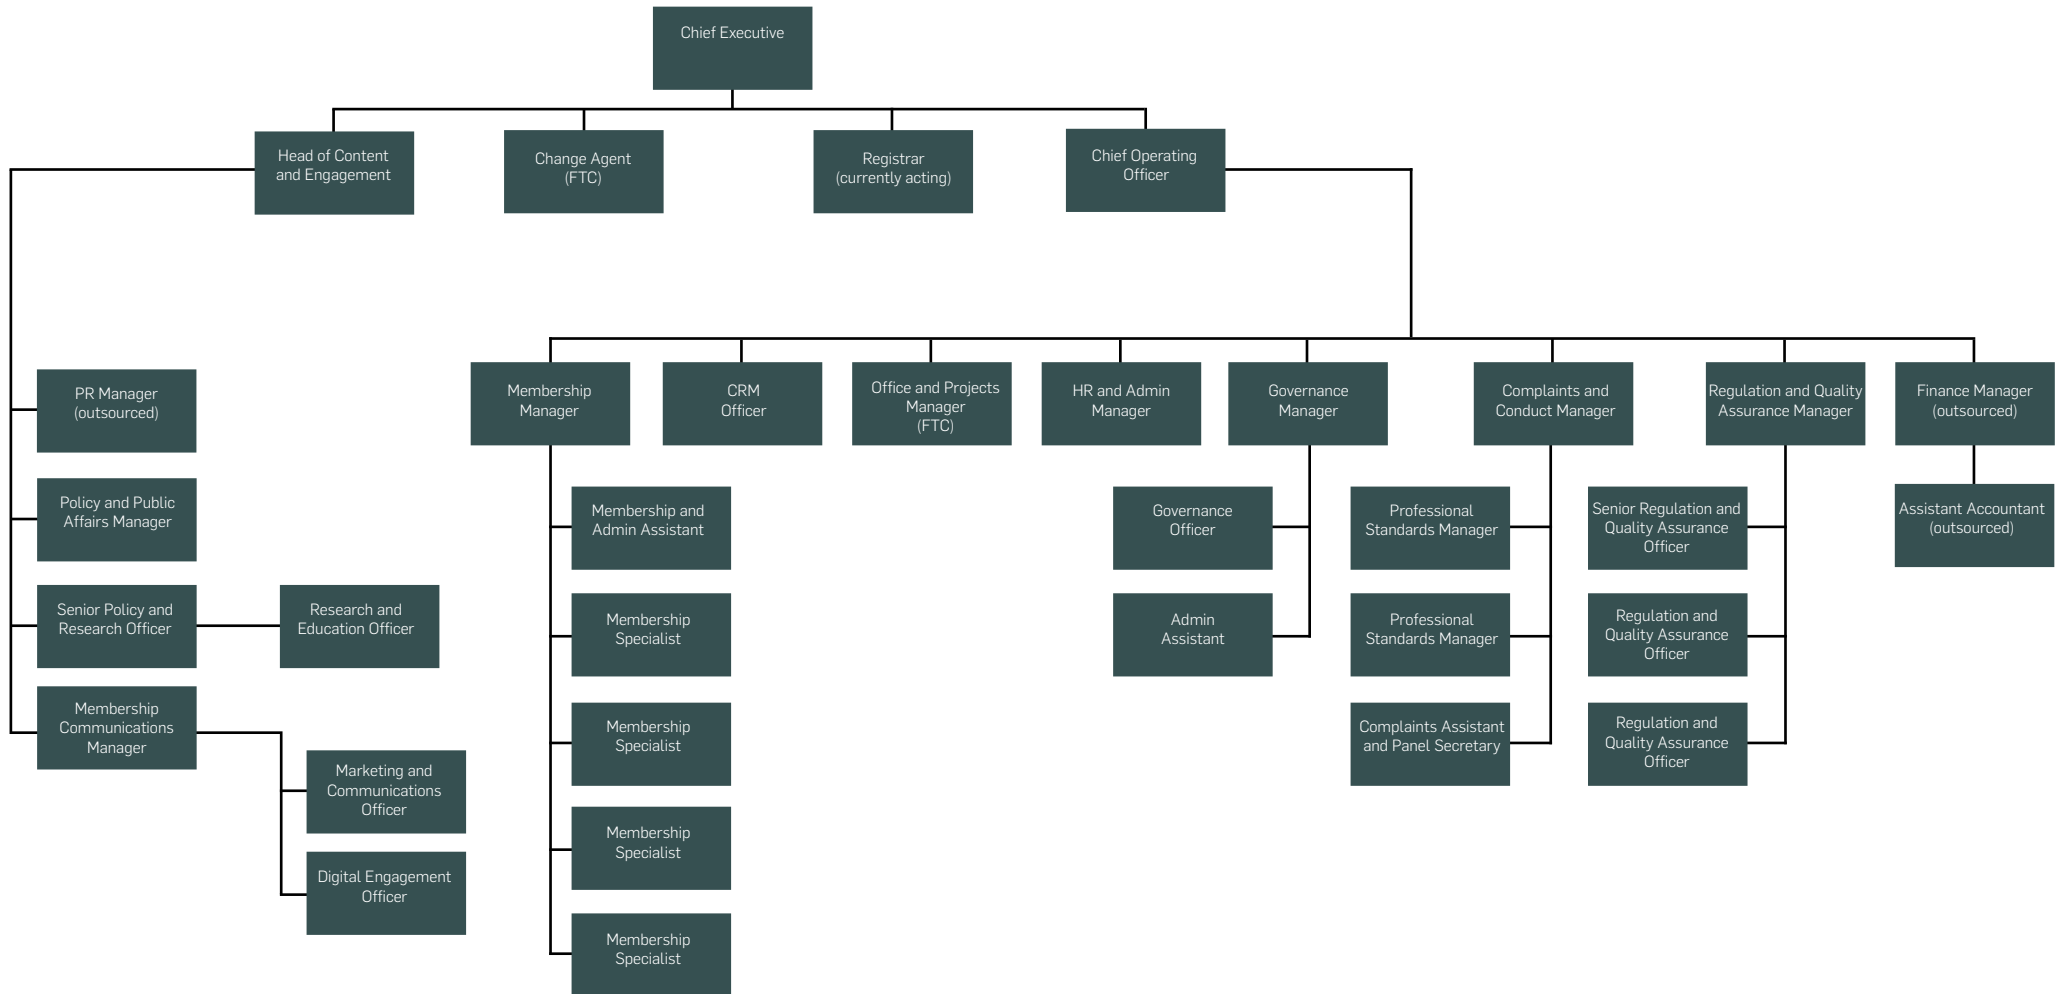 Chief Executive
Head of Content
and Engagement
Change Agent
(FTC)
Registrar
(currently acting)
Chief Operating
Officer
PR Manager
(outsourced)
Policy and Public
Affairs Manager
Senior Policy and
Research Officer
Research and
Education Officer
Membership
Communications
Manager
Marketing and
Communications
Officer
Digital Engagement
Officer
Membership
Manager
CRM
Officer
Office and Projects
Manager
(FTC)
HR and Admin
Manager
Governance
Manager
Complaints and
Conduct Manager
Regulation and Quality
Assurance Manager
Finance Manager
(outsourced)
Membership and
Admin Assistant
Membership
Specialist
Membership
Specialist
Membership
Specialist
Membership
Specialist
Governance
Officer
Admin
Assistant
Professional
Standards Manager
Professional
Standards Manager
Complaints Assistant
and Panel Secretary
Senior Regulation and
Quality Assurance
Officer
Regulation and
Quality Assurance
Officer
Regulation and
Quality Assurance
Officer
Assistant Accountant
(outsourced)